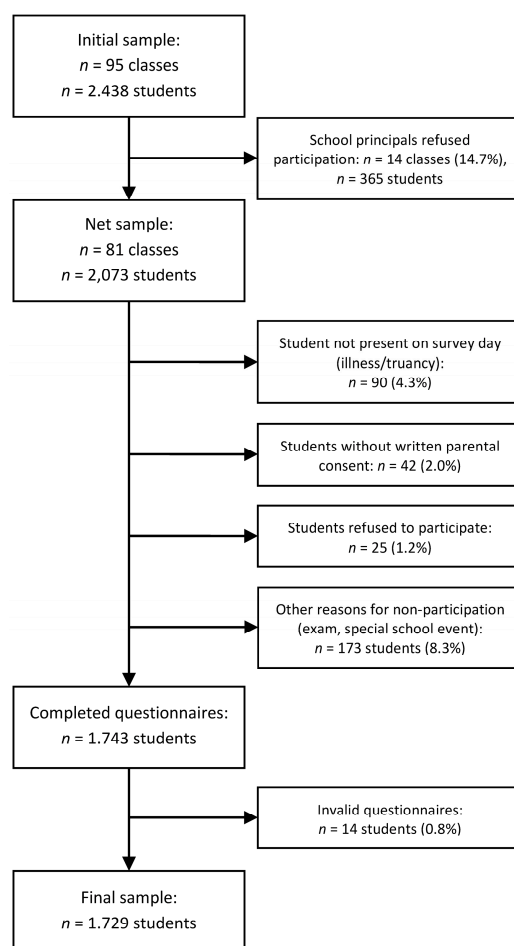 Initial sample:
n = 95 classes
n = 2.438 students
School principals refused
participation: n = 14 classes (14.7%),
n = 365 students
Net sample:
n = 81 classes
n = 2,073 students
Student not present on survey day
(illness/truancy):
n = 90 (4.3%)
Students without written parental
consent: n = 42 (2.0%)
Students refused to participate:
n = 25 (1.2%)
Other reasons for non-participation
(exam, special school event):
n = 173 students (8.3%)
Completed questionnaires:
n = 1.743 students
Invalid questionnaires:
n = 14 students (0.8%)
Final sample:
n = 1.729 students